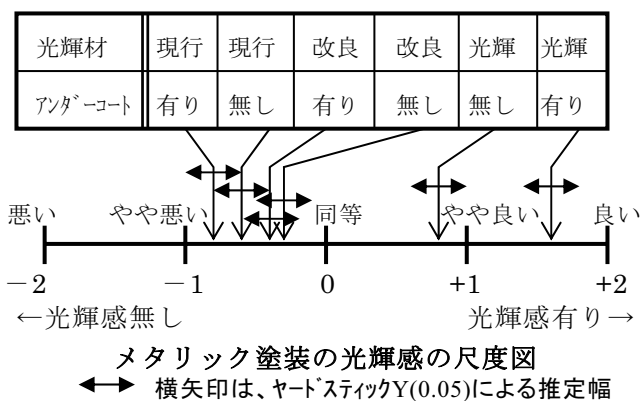 光輝材 現行 現行 改良 改良 光輝 光輝
アンダーコート 有り 無し 有り 無し 無し 有り
悪い やや悪い 同等 やや良い 良い
－2 －1 0 +1 +2
←光輝感無し 光輝感有り→
メタリック塗装の光輝感の尺度図
横矢印は、ヤードスティックY(0.05)による推定幅